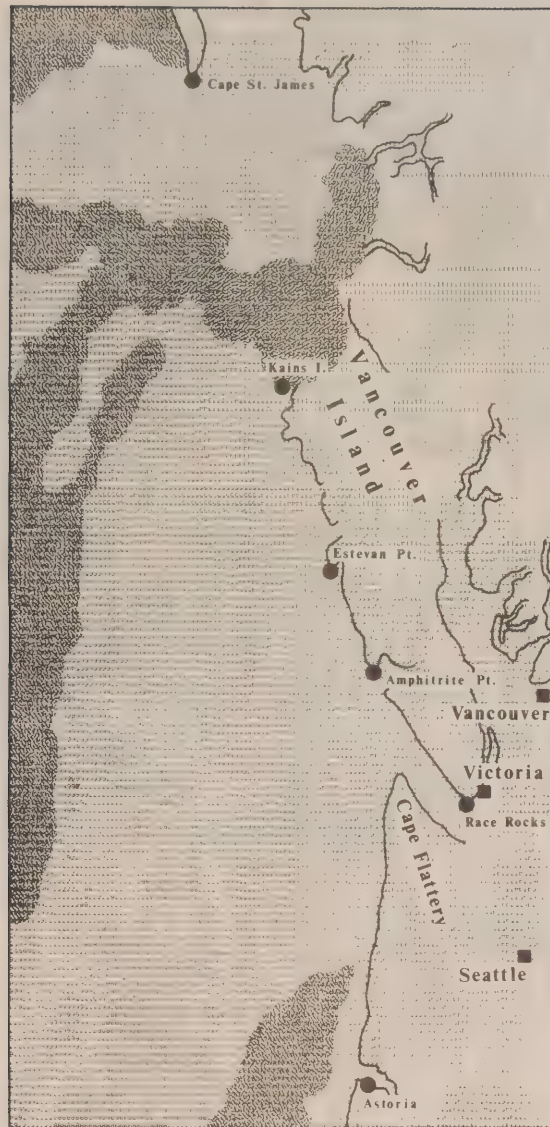 Cape St. James
Kains I.
Vancouver
Island
Estevan Pt.
Amphitrite Pt.
Vancouver
Victoria
Race Rocks
Cape Flattery
Seattle
Astoria